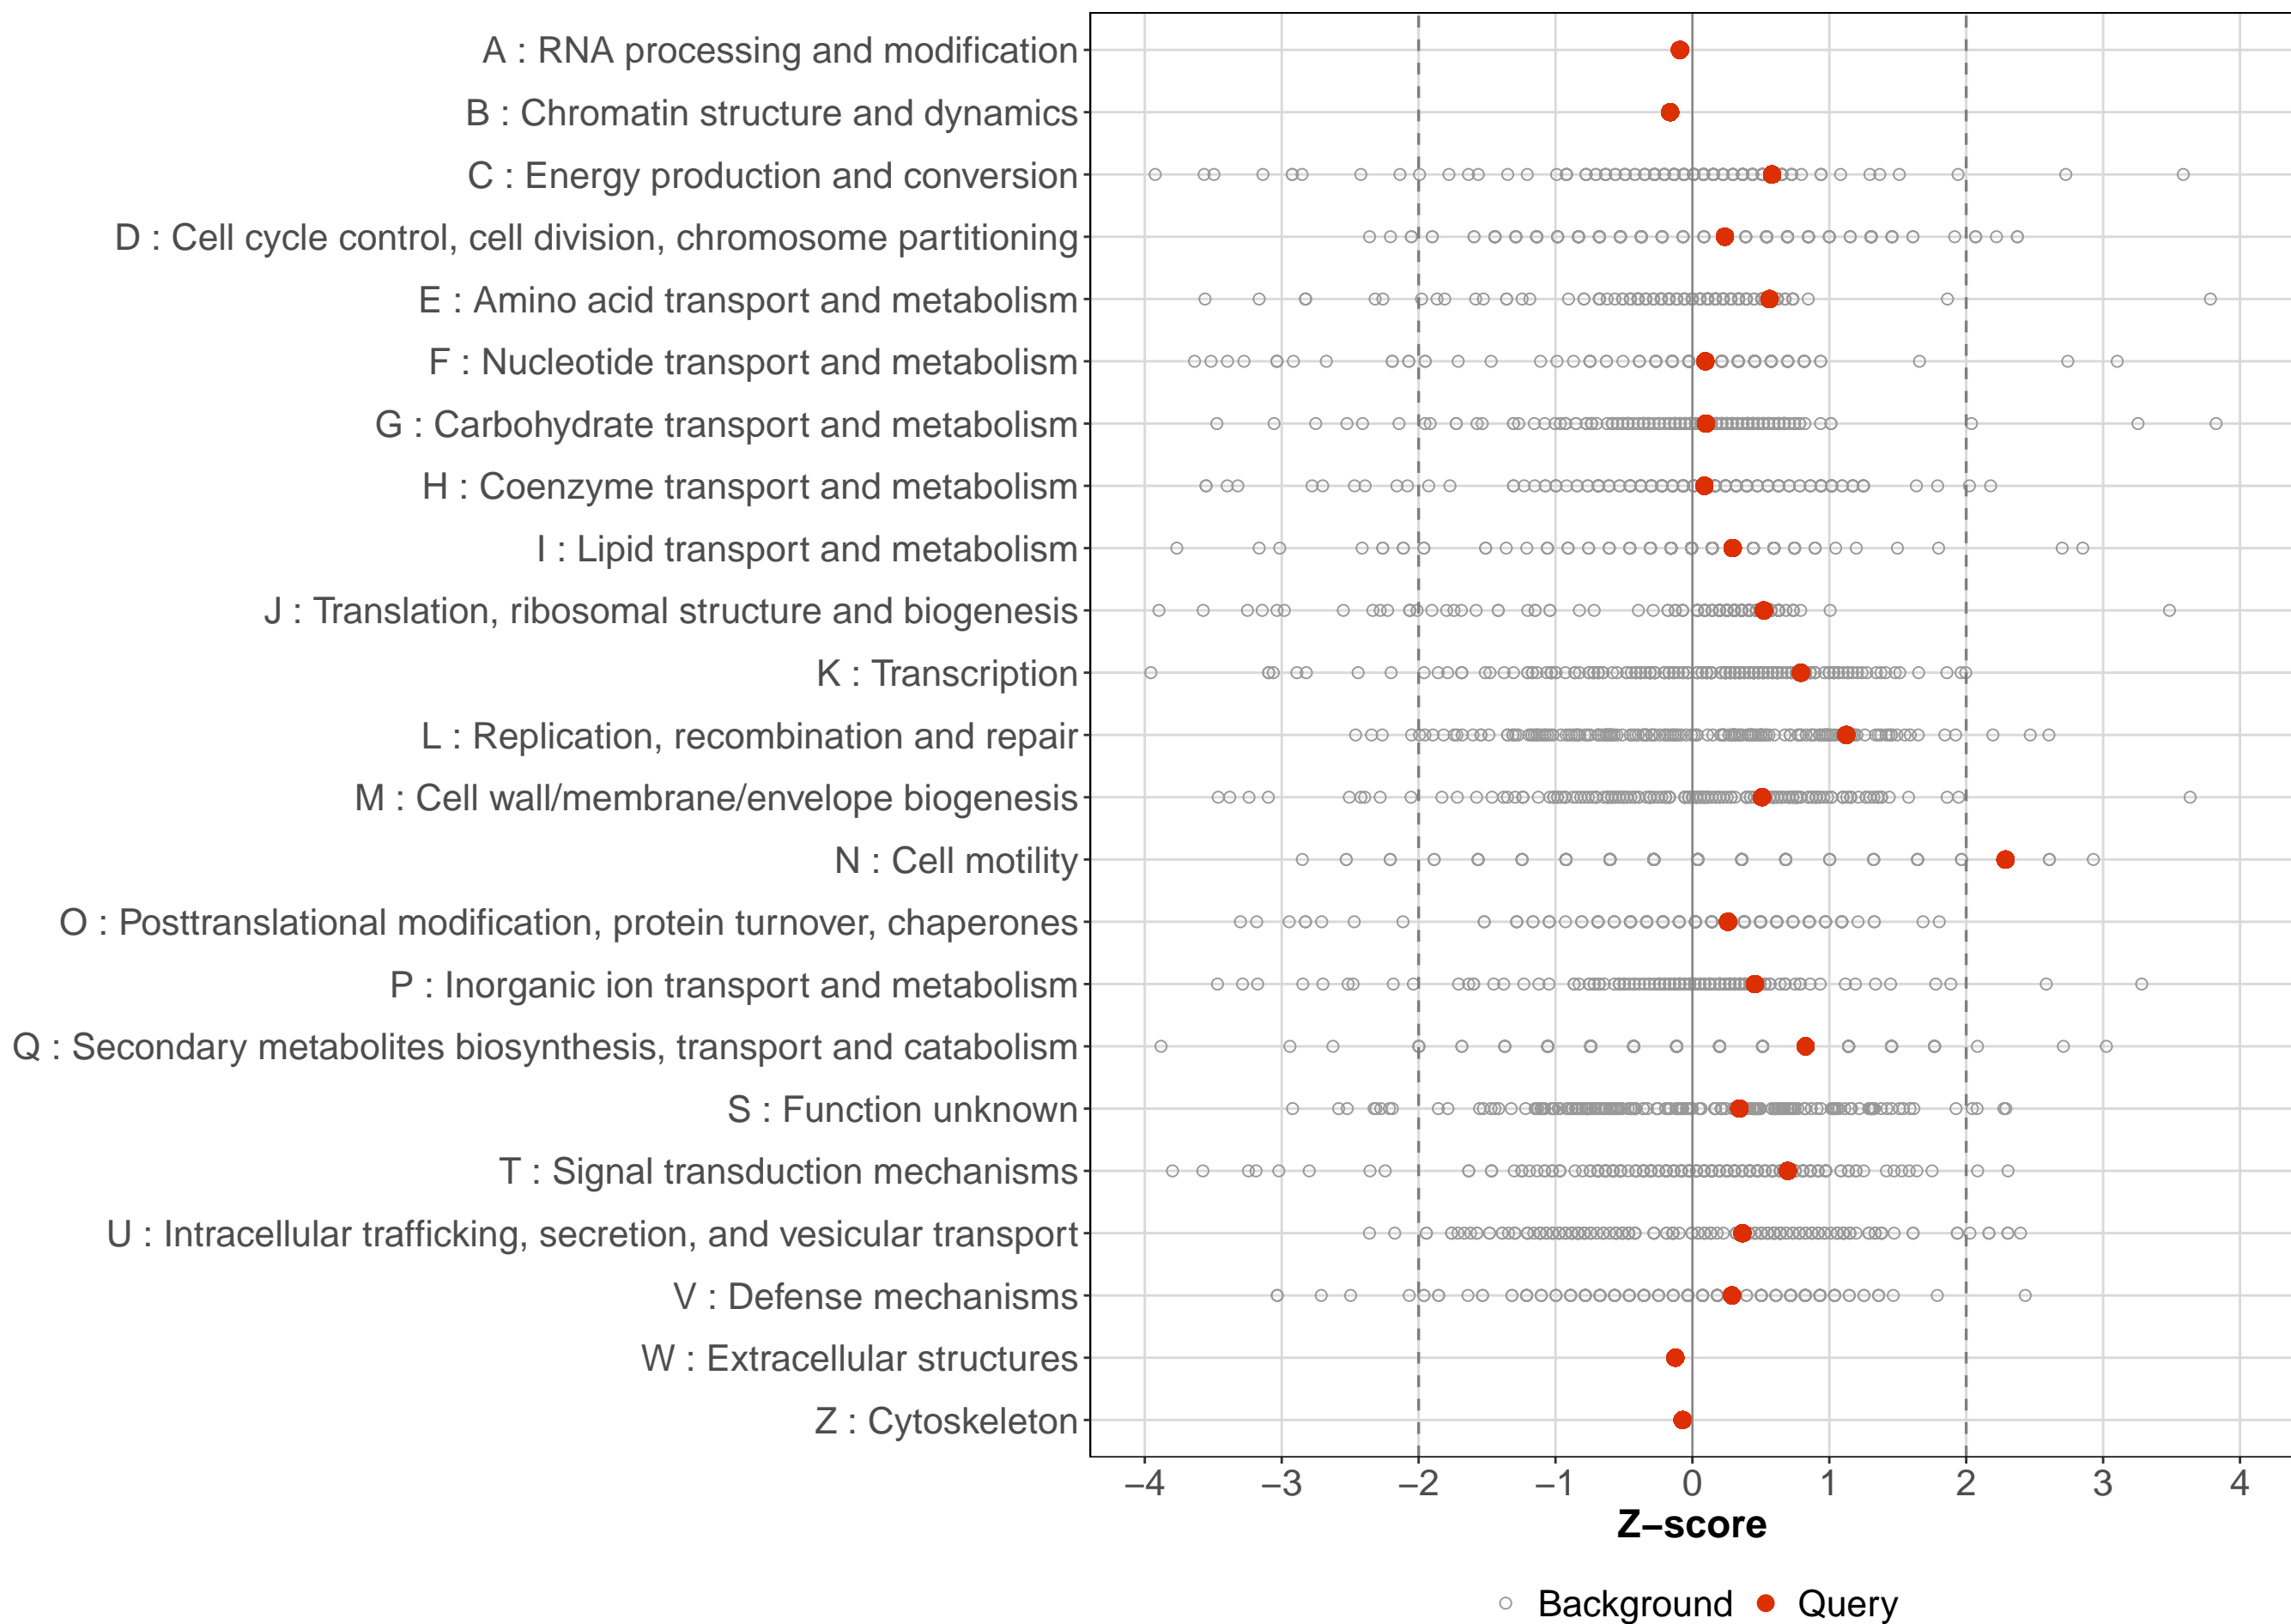 A : RNA processing and modification
B : Chromatin structure and dynamics
C : Energy production and conversion
D : Cell cycle control, cell division, chromosome partitioning
E : Amino acid transport and metabolism
F : Nucleotide transport and metabolism
G : Carbohydrate transport and metabolism
H : Coenzyme transport and metabolism
I : Lipid transport and metabolism
J : Translation, ribosomal structure and biogenesis
K : Transcription
L : Replication, recombination and repair
M : Cell wall/membrane/envelope biogenesis
N : Cell motility
O : Posttranslational modification, protein turnover, chaperones
P : Inorganic ion transport and metabolism
Q : Secondary metabolites biosynthesis, transport and catabolism
S : Function unknown
T : Signal transduction mechanisms
U : Intracellular trafficking, secretion, and vesicular transport
V : Defense mechanisms
W : Extracellular structures
Z : Cytoskeleton
−4 −3 −2 −1 0 1 2 3 4
Z−score
Background Query